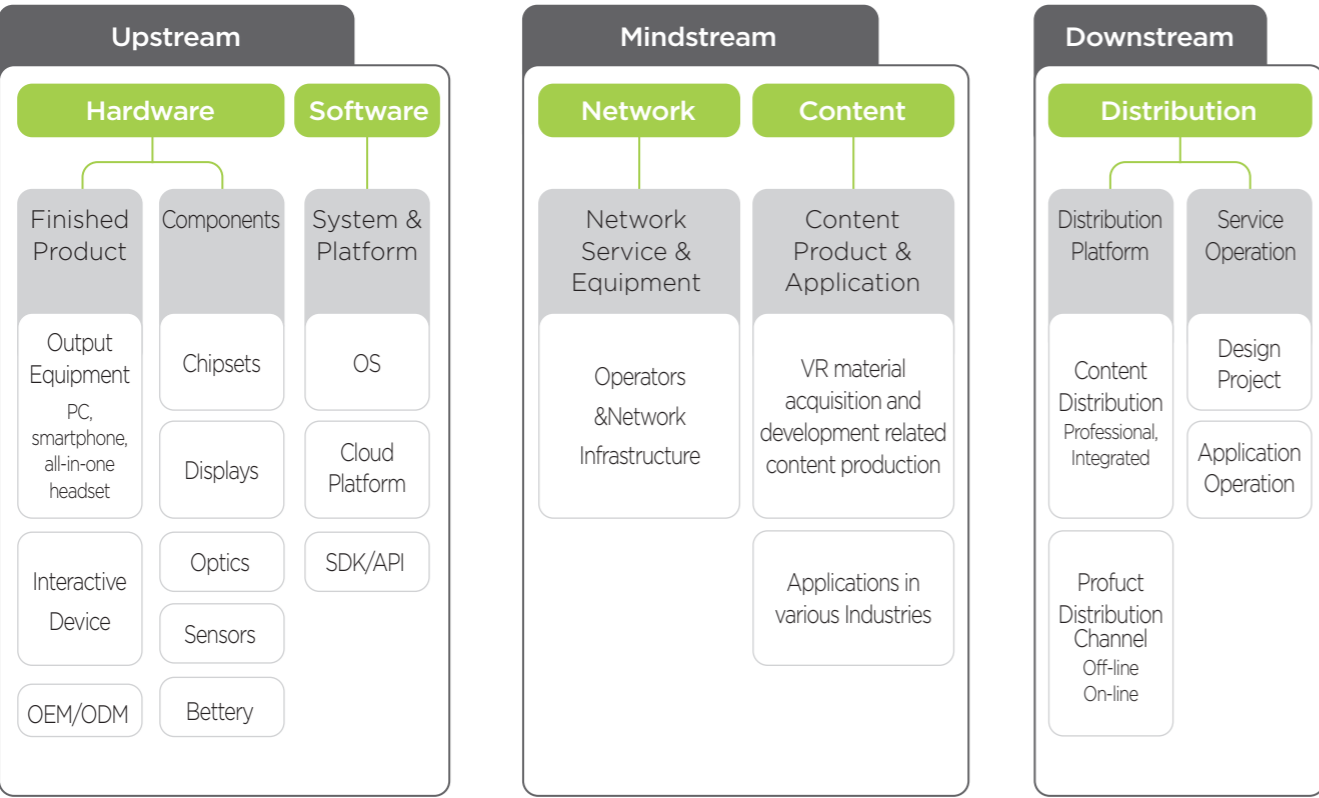 Upstream
Hardware
Software
Finished
Product
Components
System &
Platform
Output
Equipment
PC,
smartphone,
all-in-one
headset
Interactive
Device
OEM/ODM
Chipsets
Displays
Optics
Sensors
Bettery
OS
Cloud
Platform
SDK/API
Mindstream
Network
Content
Network
Service &
Equipment
Content
Product &
Application
Operators
&Network
Infrastructure
VR material
acquisition and
development related
content production
Applications in
various Industries
Downstream
Distribution
Distribution
Platform
Service
Operation
Content
Distribution
Professional,
Integrated
Profuct
Distribution
Channel
Off-line
On-line
Design
Project
Application
Operation